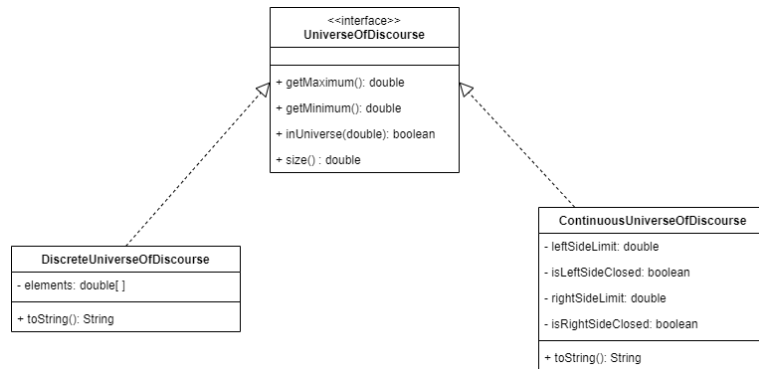 <<interface>>
UniverseOfDiscourse
+ getMaximum(): double
+ getMinimum(): double
+ inUniverse(double): boolean
+ size() : double
DiscreteUniverseOfDiscourse
- elements: double[ ]
+ toString(): String
ContinuousUniverseOfDiscourse
- leftSideLimit: double
- isLeftSideClosed: boolean
- rightSideLimit: double
- isRightSideClosed: boolean
+ toString(): String